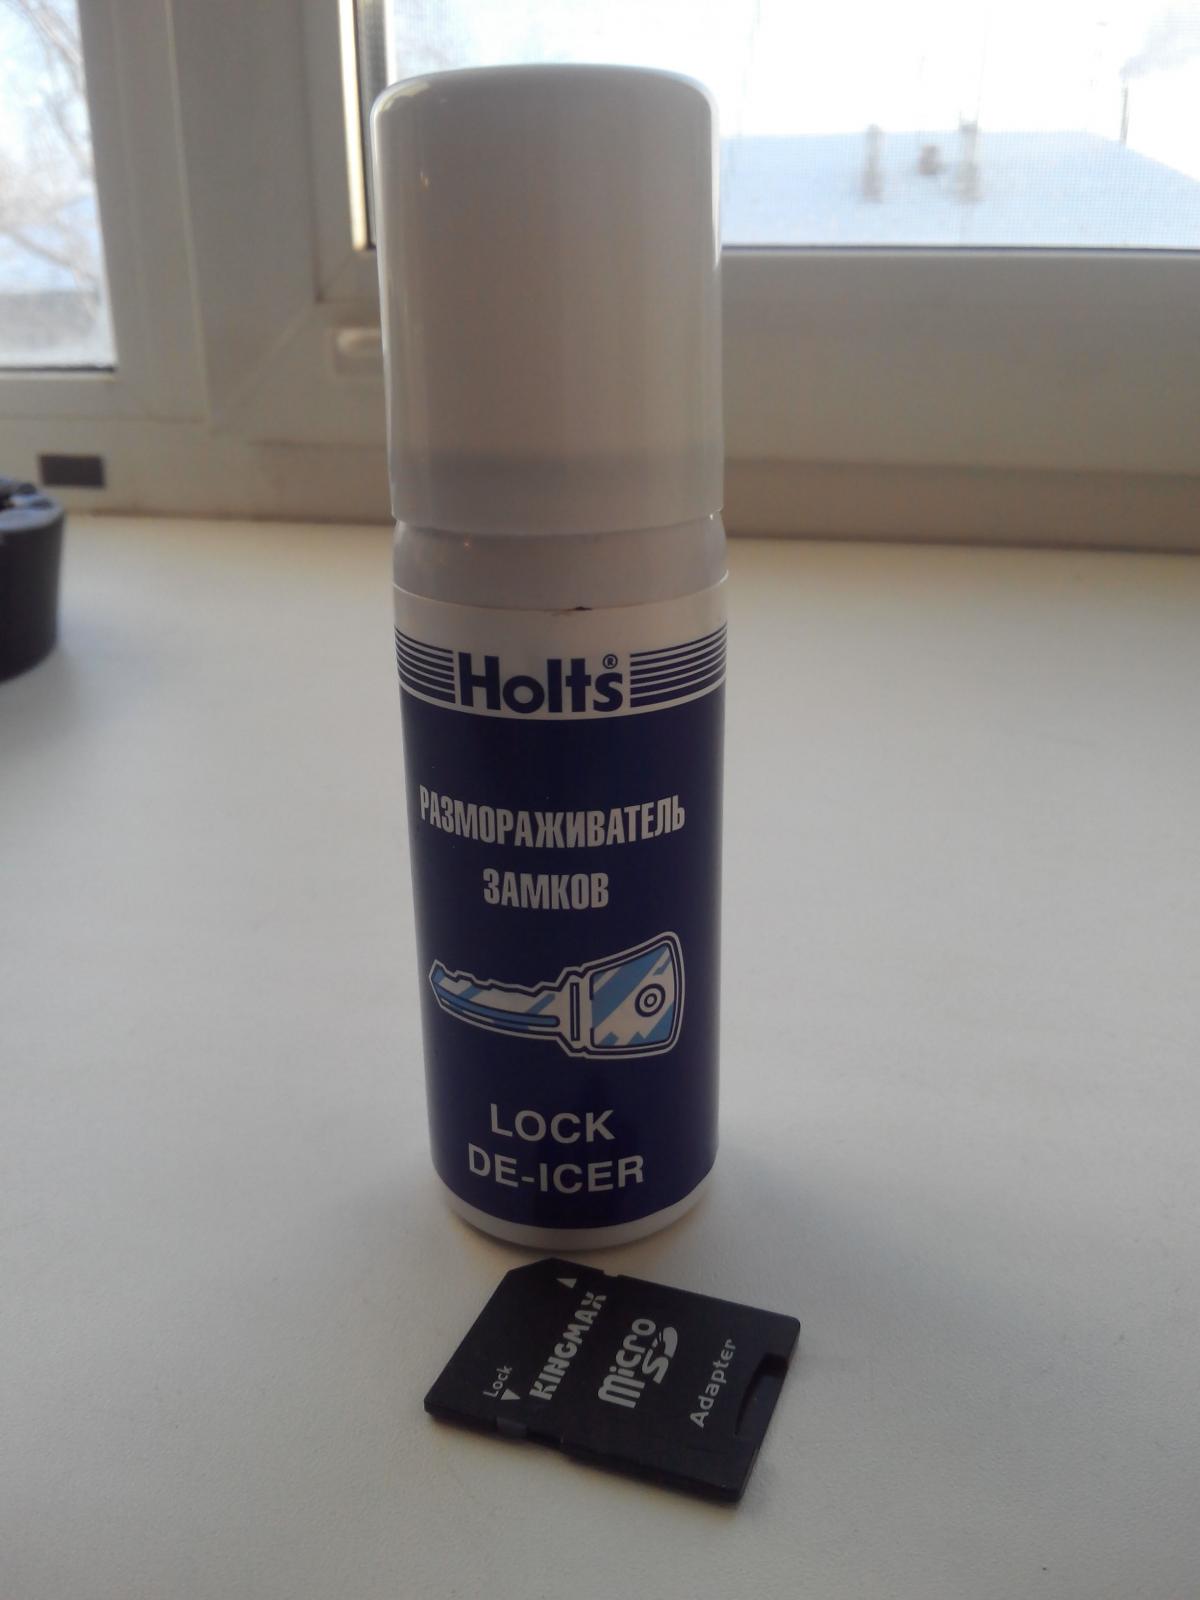 Holts®
РАЗМОРАЖИВАТЕЛЬ
ЗАМКОВ
LOCK
DE-ICER
Lock
KINGMAX
micro
SD
Adapter